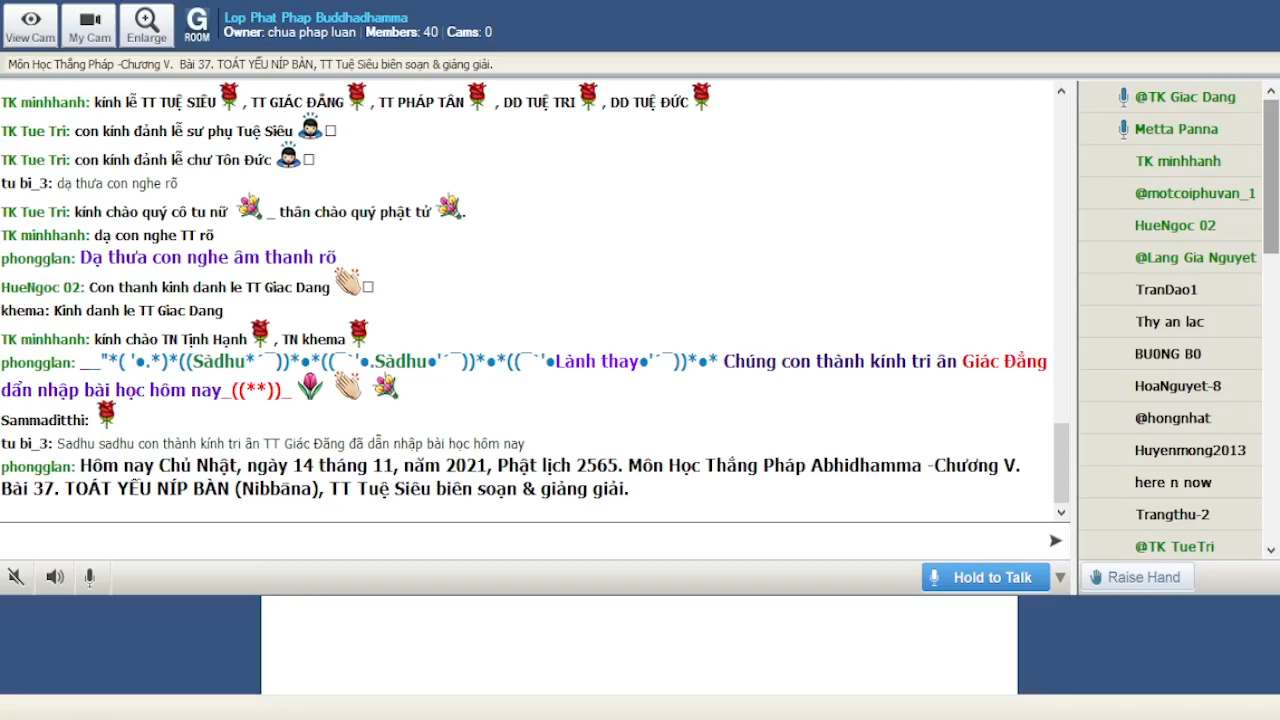 View Cam
My Cam
Enlarge
G ROOM
Lop Phat Phap Buddhadhamma
Owner: chua phap luan | Members: 40 | Cams: 0
Môn Học Thắng Pháp -Chương V.  Bài 37. TOÁT YẾU NÍP BÀN, TT Tuệ Siêu biên soạn & giảng giải.
TK minhhanh: kính lễ TT TUỆ SIÊU , TT GIÁC ĐẲNG , TT PHÁP TÂN , DD TUỆ TRI , DD TUỆ ĐỨC
TK Tue Tri: con kính đảnh lễ sư phụ Tuệ Siêu
TK Tue Tri: con kính đảnh lễ chư Tôn Đức
tu bi_3: dạ thưa con nghe rõ
TK Tue Tri: kính chào quý cô tu nữ _ thân chào quý phật tử .
TK minhhanh: dạ con nghe TT rõ
phongglan: Dạ thưa con nghe âm thanh rõ
HueNgoc 02: Con thanh kinh danh le TT Giac Dang
khema: Kinh danh le TT Giac Dang
TK minhhanh: kính chào TN Tịnh Hạnh , TN khema
phongglan: __"*( '●.*)*((Sàdhu*´¯))*●*((¯`'●.Sàdhu●'´¯))*●*((¯`'●Lành thay●'´¯))*●* Chúng con thành kính tri ân Giác Đẳng
dẩn nhập bài học hôm nay_((**))_
Sammaditthi:
tu bi_3: Sadhu sadhu con thành kính tri ân TT Giác Đăng đã dẫn nhập bài học hôm nay
phongglan: Hôm nay Chủ Nhật, ngày 14 tháng 11, năm 2021, Phật lịch 2565. Môn Học Thắng Pháp Abhidhamma -Chương V.
Bài 37. TOÁT YẾU NÍP BÀN (Nibbāna), TT Tuệ Siêu biên soạn & giảng giải.
@TK Giac Dang
Metta Panna
TK minhhanh
@motcoiphuvan_1
HueNgoc 02
@Lang Gia Nguyet
TranDao1
Thy an lac
BU0NG B0
HoaNguyet-8
@hongnhat
Huyenmong2013
here n now
Trangthu-2
@TK TueTri
Hold to Talk
Raise Hand